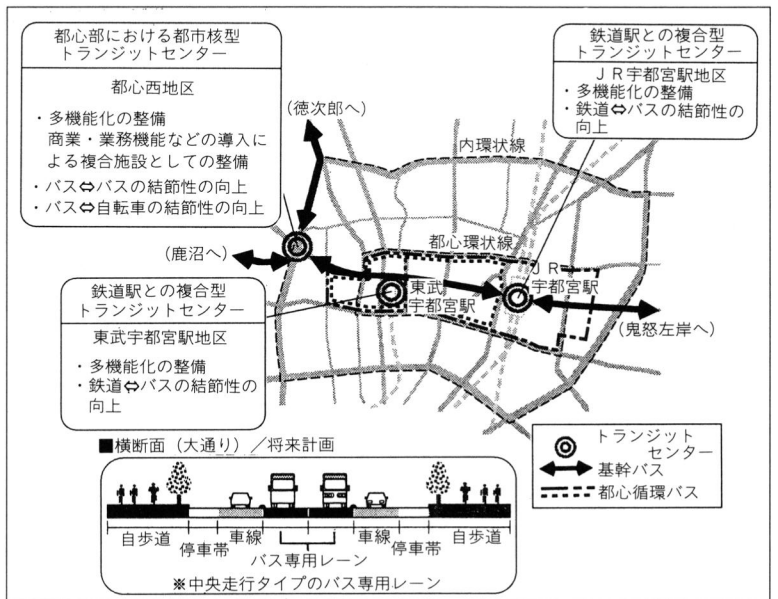 都心部における都市核型
トランジットセンター
都心西地区
・多機能化の整備
商業・業務機能などの導入に
よる複合施設としての整備
・バス⇔バスの結節性の向上
・バス⇔自転車の結節性の向上
鉄道駅との複合型
トランジットセンター
JR宇都宮駅地区
・多機能化の整備
・鉄道⇔バスの結節性の
向上
(徳次郎へ)
内環状線
(鹿沼へ)
都心環状線
JR
宇都宮駅
東武
宇都宮駅
(鬼怒左岸へ)
鉄道駅との複合型
トランジットセンター
東武宇都宮駅地区
・多機能化の整備
・鉄道⇔バスの結節性の
向上
トランジット
センター
基幹バス
都心循環バス
■横断面(大通り)/将来計画
自歩道
停車帯
車線
バス専用レーン
車線
停車帯
自歩道
※中央走行タイプのバス専用レーン